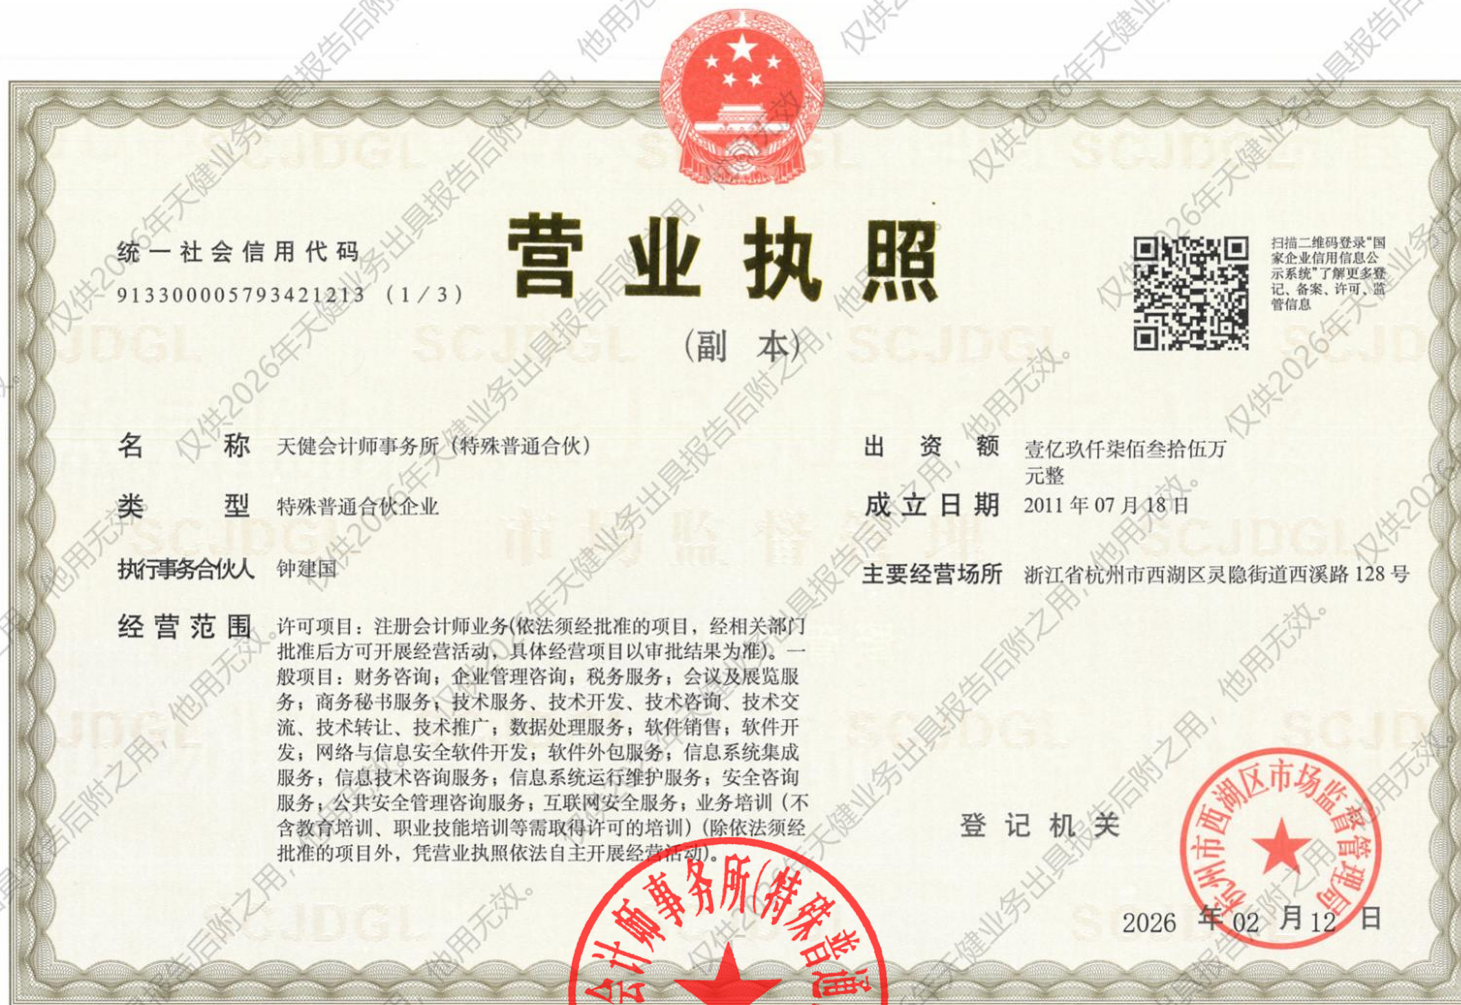 营业执照
(副 本)
统一社会信用代码
913300005793421213 (1/3)
扫描二维码登录"国
家企业信用信息公
示系统"了解更多登
记、备案、许可、监
管信息
名 称 天健会计师事务所（特殊普通合伙）
类 型 特殊普通合伙企业
执行事务合伙人 钟建国
经营范围 许可项目：注册会计师业务(依法须经批准的项目，经相关部门
批准后方可开展经营活动，具体经营项目以审批结果为准)。一
般项目：财务咨询；企业管理咨询；税务服务；会议及展览服
务；商务秘书服务；技术服务、技术开发、技术咨询、技术交
流、技术转让、技术推广；数据处理服务；软件销售；软件开
发；网络与信息安全软件开发；软件外包服务；信息系统集成
服务；信息技术咨询服务；信息系统运行维护服务；安全咨询
服务；公共安全管理咨询服务；互联网安全服务；业务培训（不
含教育培训、职业技能培训等需取得许可的培训）(除依法须经
批准的项目外，凭营业执照依法自主开展经营活动)。
出 资 额 壹亿玖仟柒佰叁拾伍万
元整
成立日期 2011 年 07 月 18 日
主要经营场所 浙江省杭州市西湖区灵隐街道西溪路 128 号
登记机关
杭州市西湖区市场监督管理局
2026 年 02 月 12 日
会计师事务所(特殊普通
市场监督管理
SCJDGL
仅供2026年天健业务出具报告后附之用，他用无效。